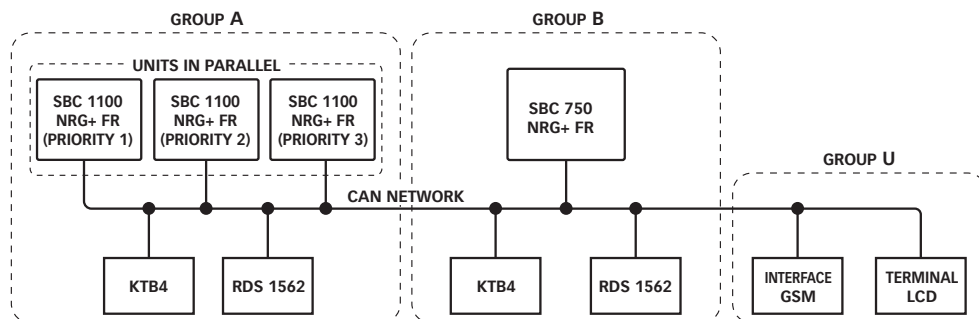 GROUP A
UNITS IN PARALLEL
SBC 1100
NRG+ FR
(PRIORITY 1)
SBC 1100
NRG+ FR
(PRIORITY 2)
SBC 1100
NRG+ FR
(PRIORITY 3)
KTB4
RDS 1562
CAN NETWORK
GROUP B
SBC 750
NRG+ FR
KTB4
RDS 1562
GROUP U
INTERFACE
GSM
TERMINAL
LCD